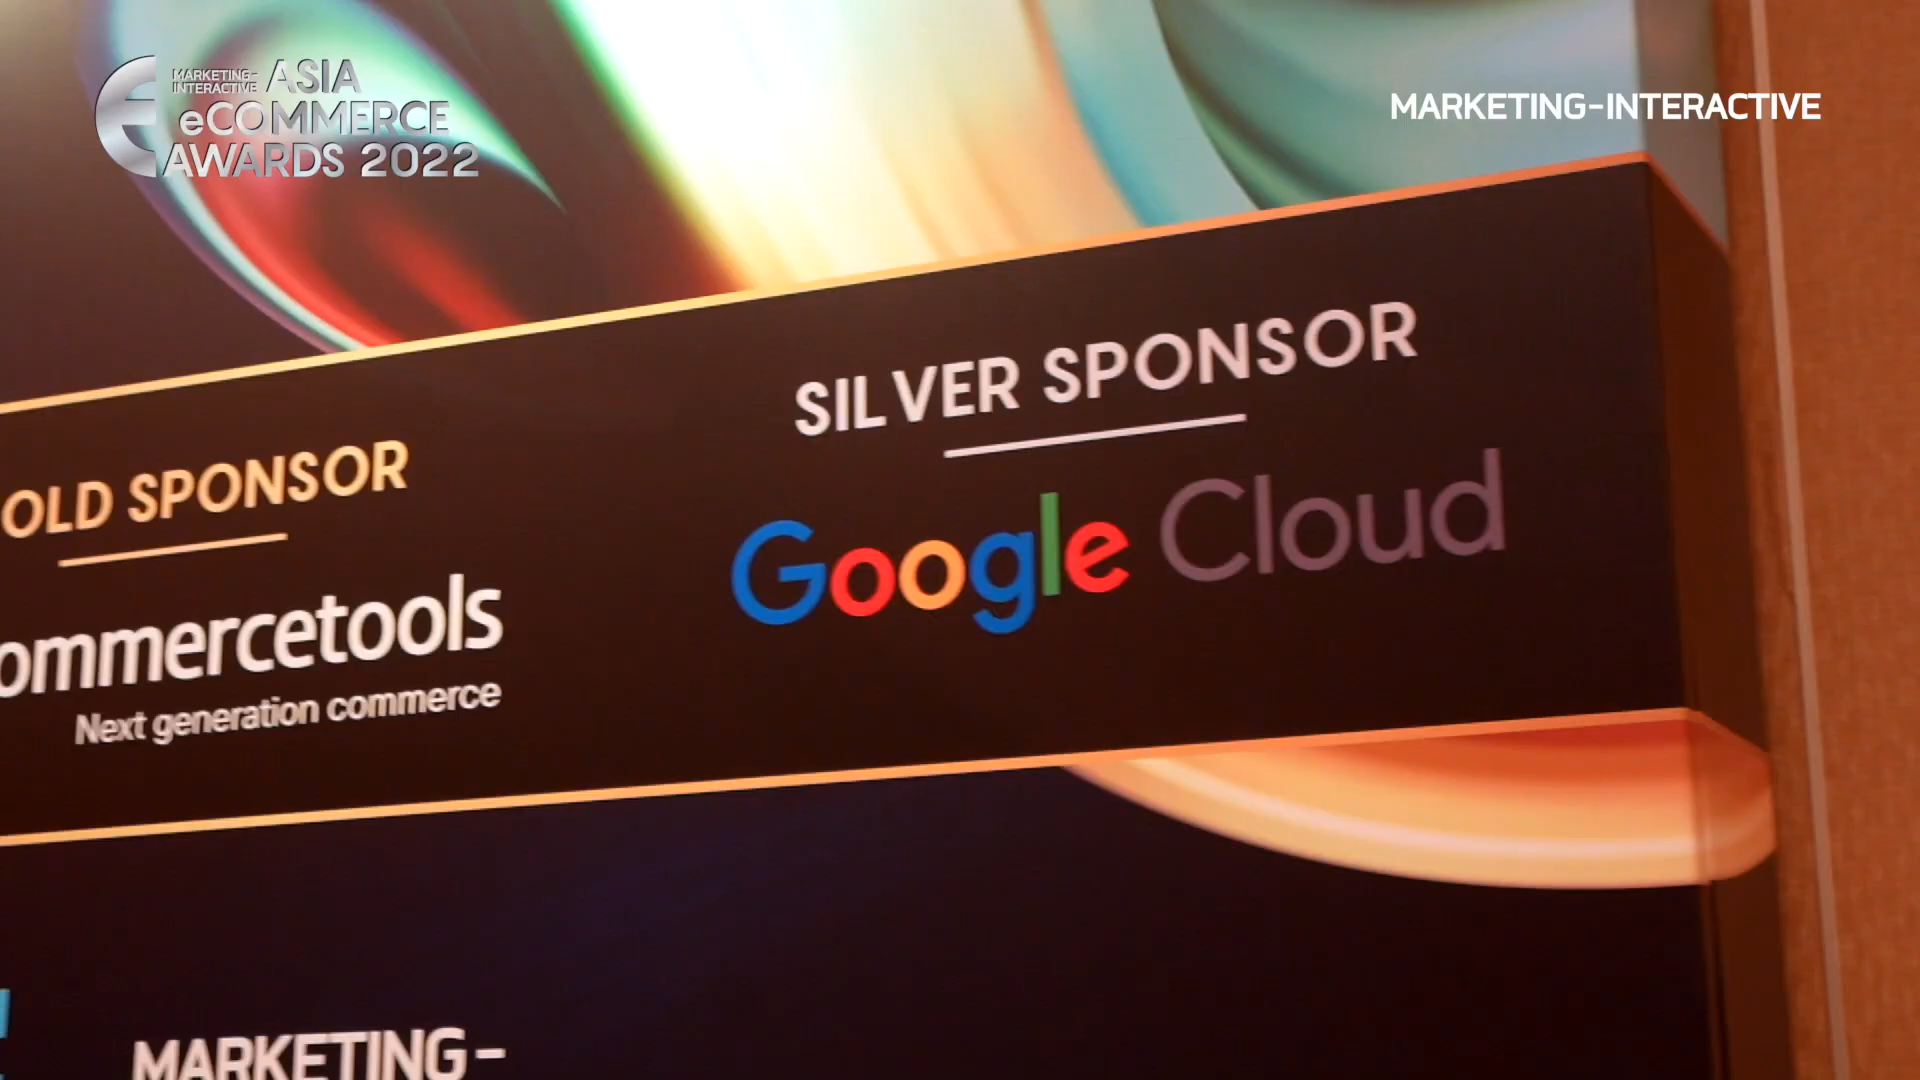 MARKETING-
INTERACTIVE
ASIA
eCOMMERCE
AWARDS 2022
MARKETING-INTERACTIVE
SILVER SPONSOR
Google Cloud
OLD SPONSOR
ommercetools
Next generation commerce
MARKETING-